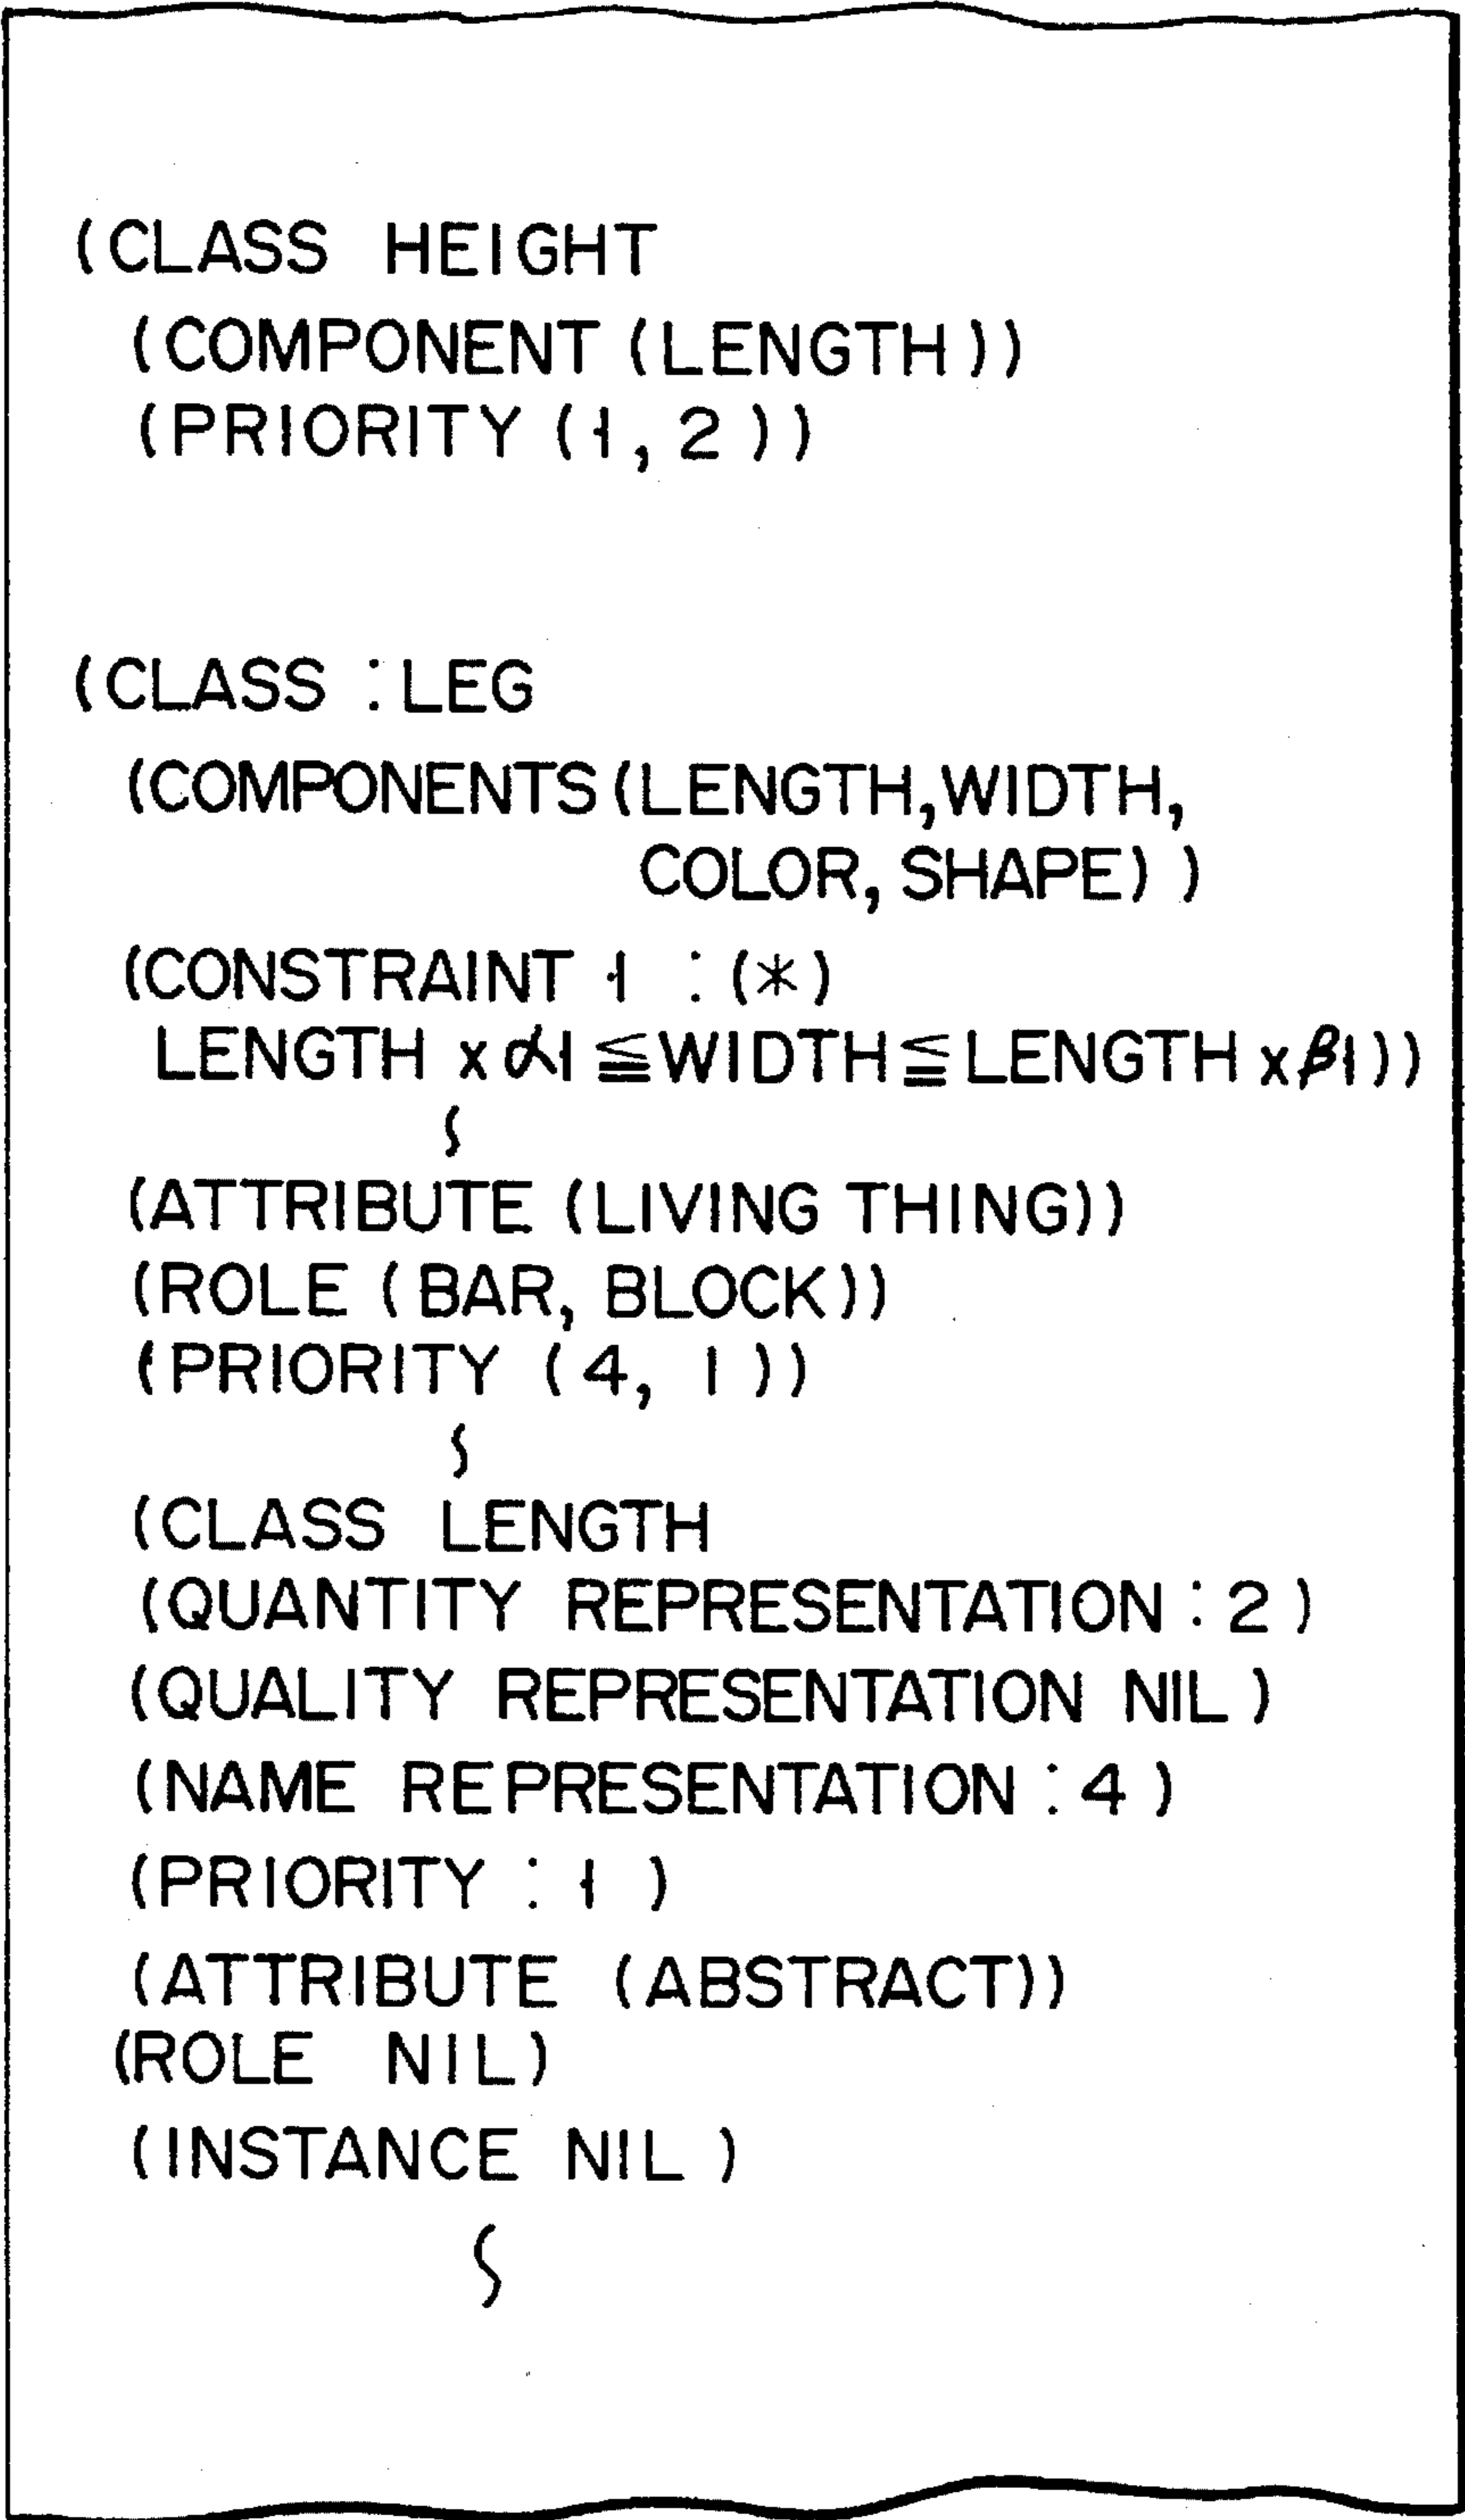 (CLASS HEIGHT
(COMPONENT (LENGTH))
(PRIORITY (1, 2))
(CLASS :LEG
(COMPONENTS (LENGTH, WIDTH,
COLOR, SHAPE))
(CONSTRAINT 1 :(*)
LENGTH x α1 ≦ WIDTH ≦ LENGTH x β1))
(ATTRIBUTE (LIVING THING))
(ROLE (BAR, BLOCK))
(PRIORITY (4, 1))
(CLASS LENGTH
(QUANTITY REPRESENTATION :2)
(QUALITY REPRESENTATION NIL)
(NAME REPRESENTATION :4)
(PRIORITY : 1)
(ATTRIBUTE (ABSTRACT))
(ROLE NIL)
(INSTANCE NIL)